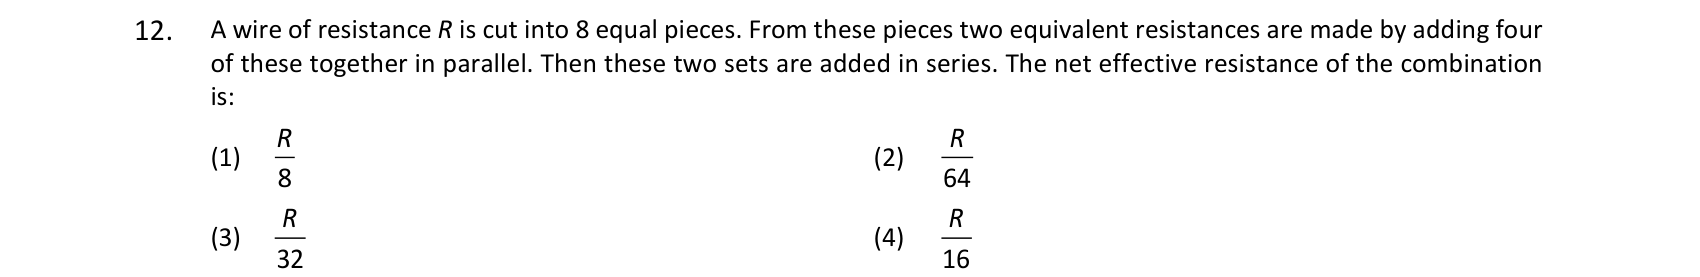 12. A wire of resistance R is cut into 8 equal pieces. From these pieces two equivalent resistances are made by adding four
of these together in parallel. Then these two sets are added in series. The net effective resistance of the combination
is:
(1) R/8 (2) R/64
(3) R/32 (4) R/16